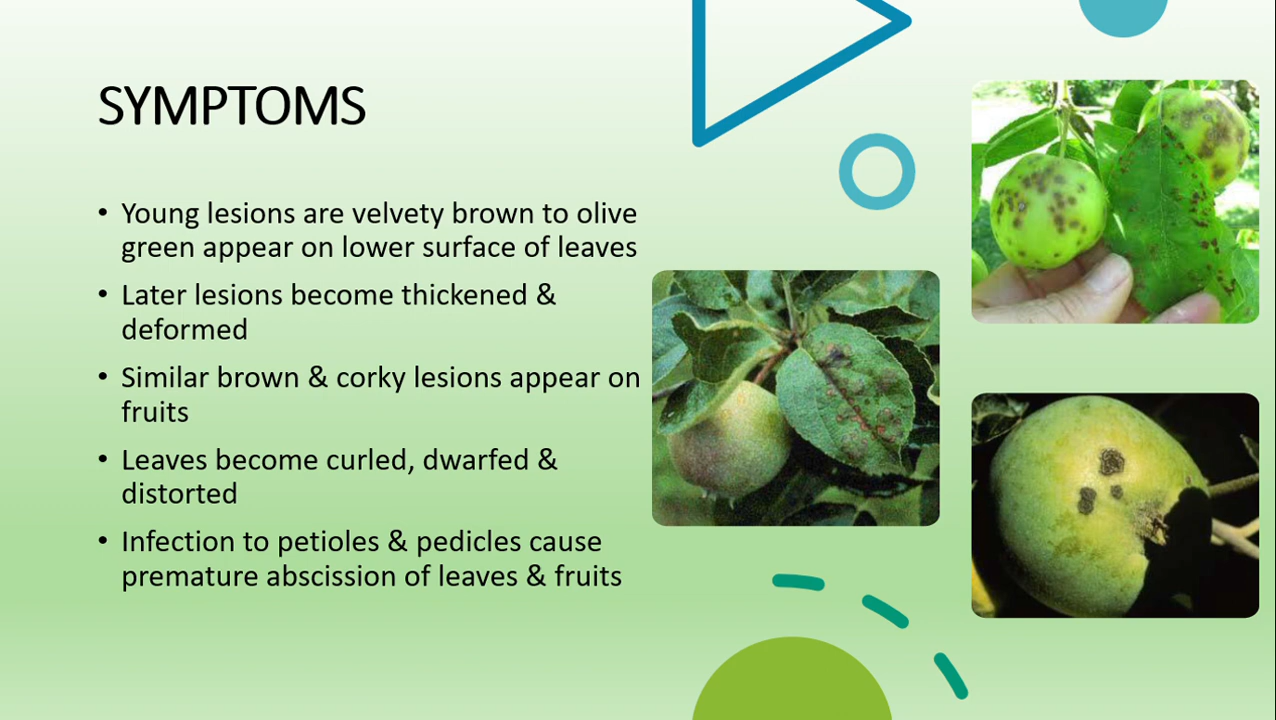 SYMPTOMS
• Young lesions are velvety brown to olive
green appear on lower surface of leaves
• Later lesions become thickened &
deformed
• Similar brown & corky lesions appear on
fruits
• Leaves become curled, dwarfed &
distorted
• Infection to petioles & pedicles cause
premature abscission of leaves & fruits